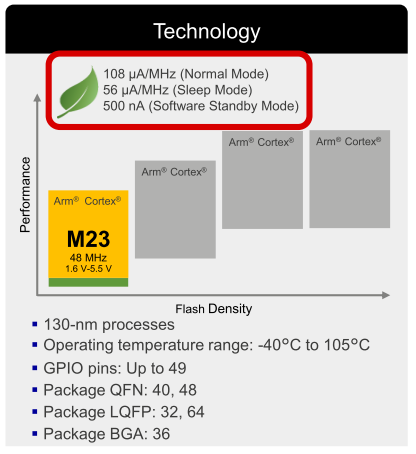 Technology
108 µA/MHz (Normal Mode)
56 µA/MHz (Sleep Mode)
500 nA (Software Standby Mode)
Performance
Arm® Cortex®
Arm® Cortex®
Arm® Cortex®
Arm® Cortex®
M23
48 MHz
1.6 V-5.5 V
Flash Density
▪ 130-nm processes
▪ Operating temperature range: -40°C to 105°C
▪ GPIO pins: Up to 49
▪ Package QFN: 40, 48
▪ Package LQFP: 32, 64
▪ Package BGA: 36